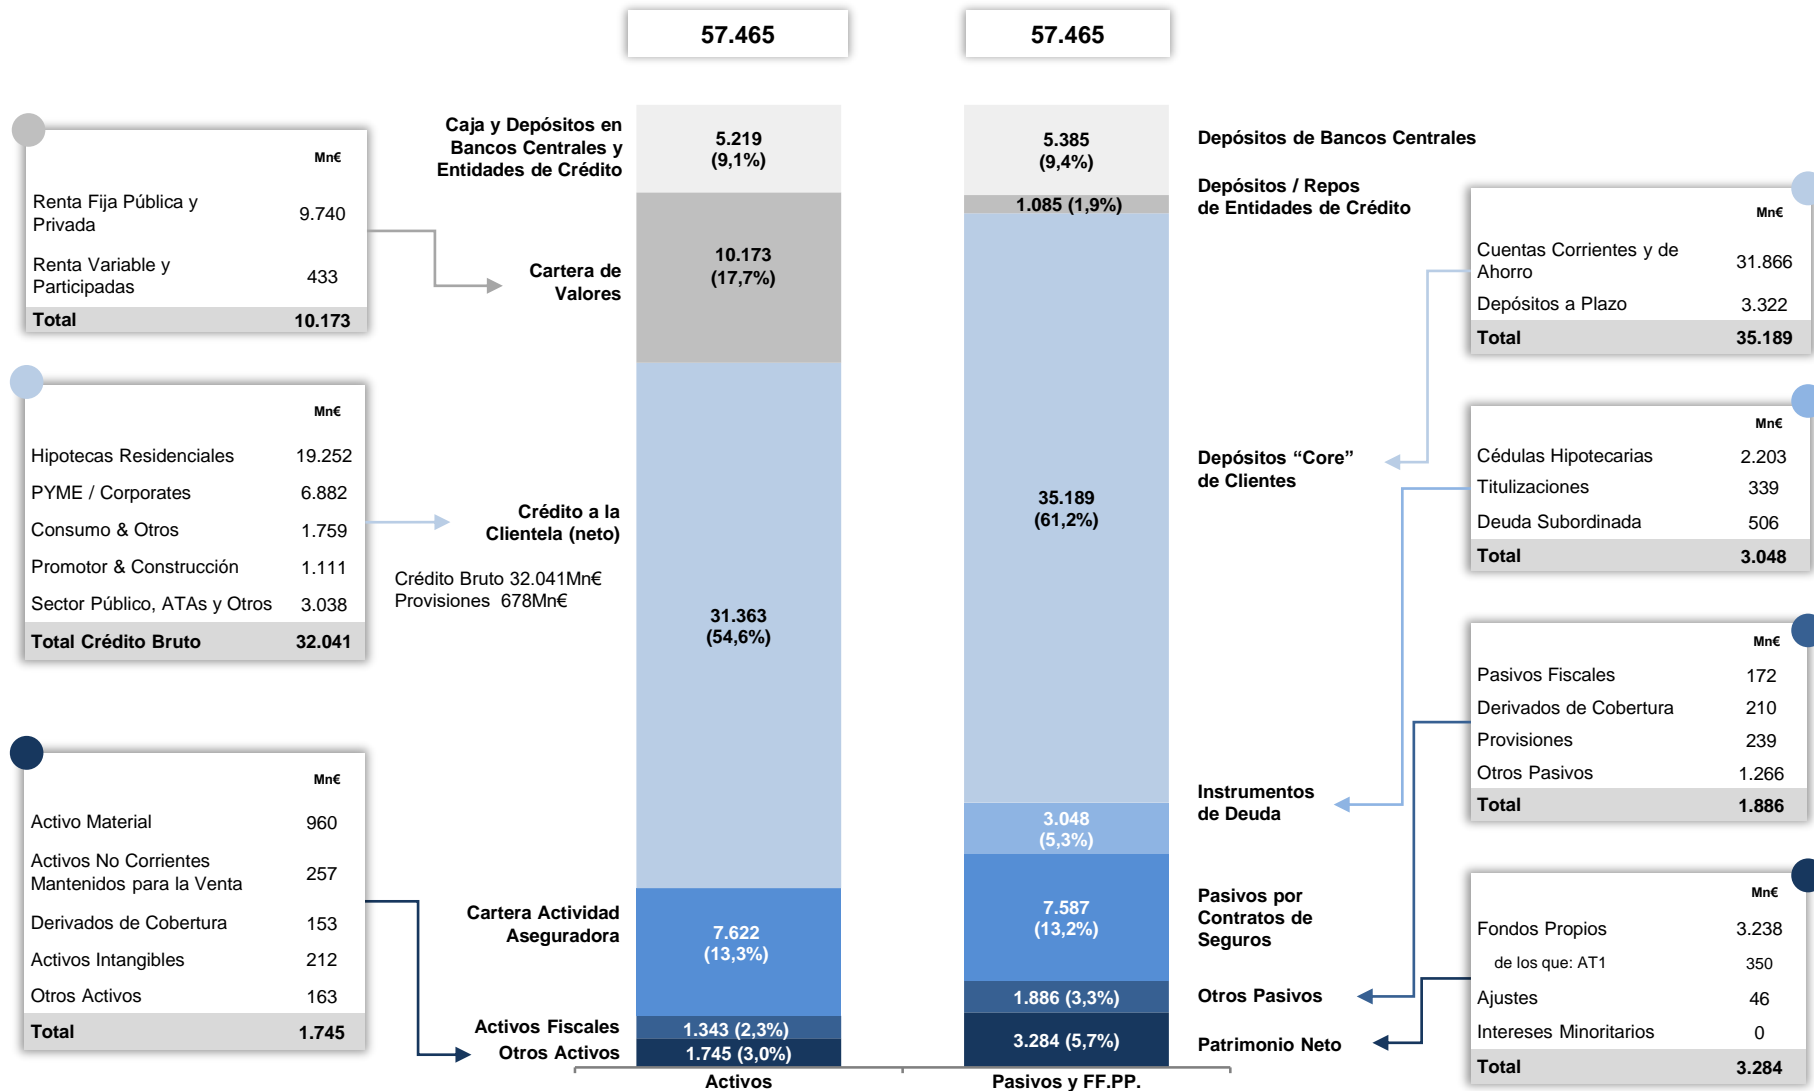 57.465
57.465
Mn€
Renta Fija Pública y
Privada
9.740
Renta Variable y
Participadas
433
Total 10.173
Mn€
Hipotecas Residenciales 19.252
PYME / Corporates 6.882
Consumo & Otros 1.759
Promotor & Construcción 1.111
Sector Público, ATAs y Otros 3.038
Total Crédito Bruto 32.041
Mn€
Activo Material 960
Activos No Corrientes
Mantenidos para la Venta
257
Derivados de Cobertura 153
Activos Intangibles 212
Otros Activos 163
Total 1.745
Caja y Depósitos en
Bancos Centrales y
Entidades de Crédito
Cartera de
Valores
Crédito a la
Clientela (neto)
Crédito Bruto 32.041Mn€
Provisiones 678Mn€
Cartera Actividad
Aseguradora
Activos Fiscales
Otros Activos
5.219
(9,1%)
10.173
(17,7%)
31.363
(54,6%)
7.622
(13,3%)
1.343 (2,3%)
1.745 (3,0%)
Activos
5.385
(9,4%)
1.085 (1,9%)
35.189
(61,2%)
3.048
(5,3%)
7.587
(13,2%)
1.886 (3,3%)
3.284 (5,7%)
Pasivos y FF.PP.
Depósitos de Bancos Centrales
Depósitos / Repos
de Entidades de Crédito
Depósitos “Core”
de Clientes
Instrumentos
de Deuda
Pasivos por
Contratos de
Seguros
Otros Pasivos
Patrimonio Neto
Mn€
Cuentas Corrientes y de
Ahorro
31.866
Depósitos a Plazo 3.322
Total 35.189
Mn€
Cédulas Hipotecarias 2.203
Titulizaciones 339
Deuda Subordinada 506
Total 3.048
Mn€
Pasivos Fiscales 172
Derivados de Cobertura 210
Provisiones 239
Otros Pasivos 1.266
Total 1.886
Mn€
Fondos Propios 3.238
de los que: AT1 350
Ajustes 46
Intereses Minoritarios 0
Total 3.284